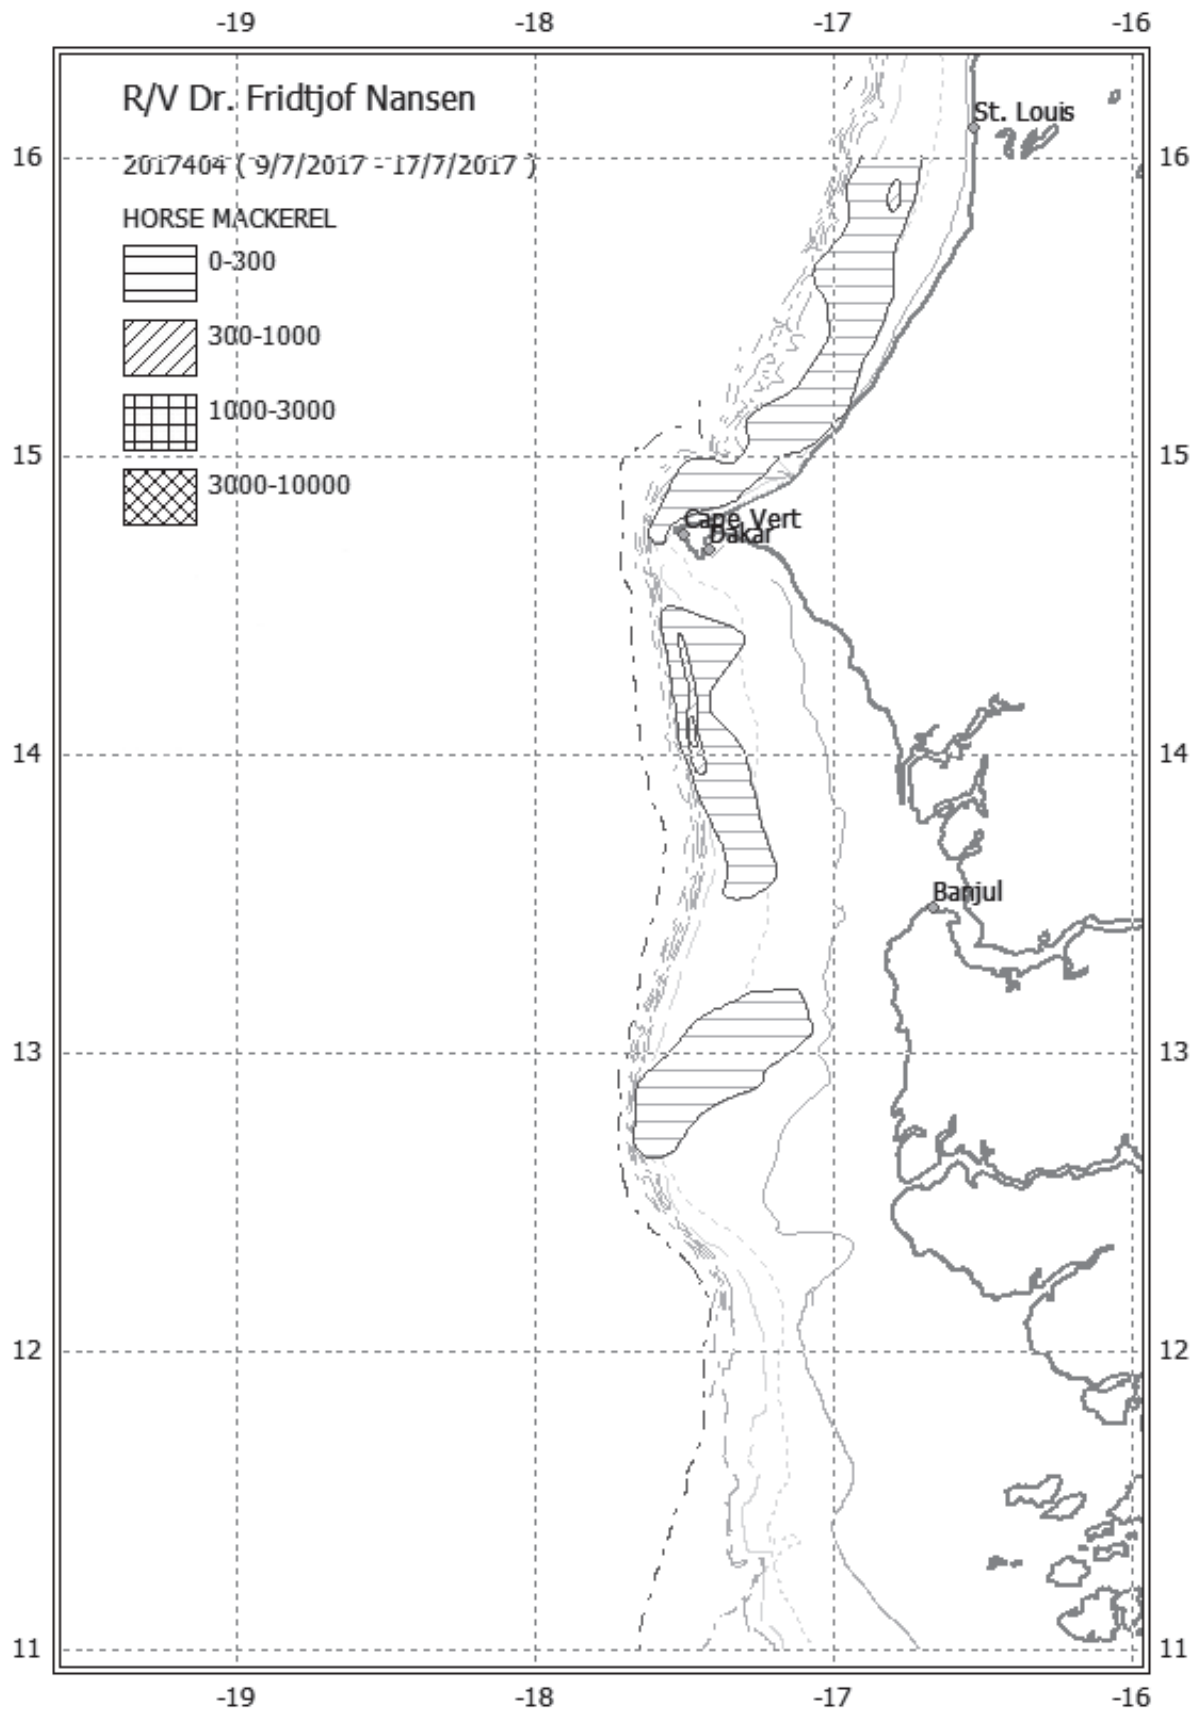 -19 -18 -17 -16
R/V Dr. Fridtjof Nansen
St. Louis
16 2017404 ( 9/7/2017 - 17/7/2017 ) 16
HORSE MACKEREL
0-300
300-1000
1000-3000
15 15
3000-10000
Cape Vert
Dakar
14 14
Banjul
13 13
12 12
11 11
-19 -18 -17 -16